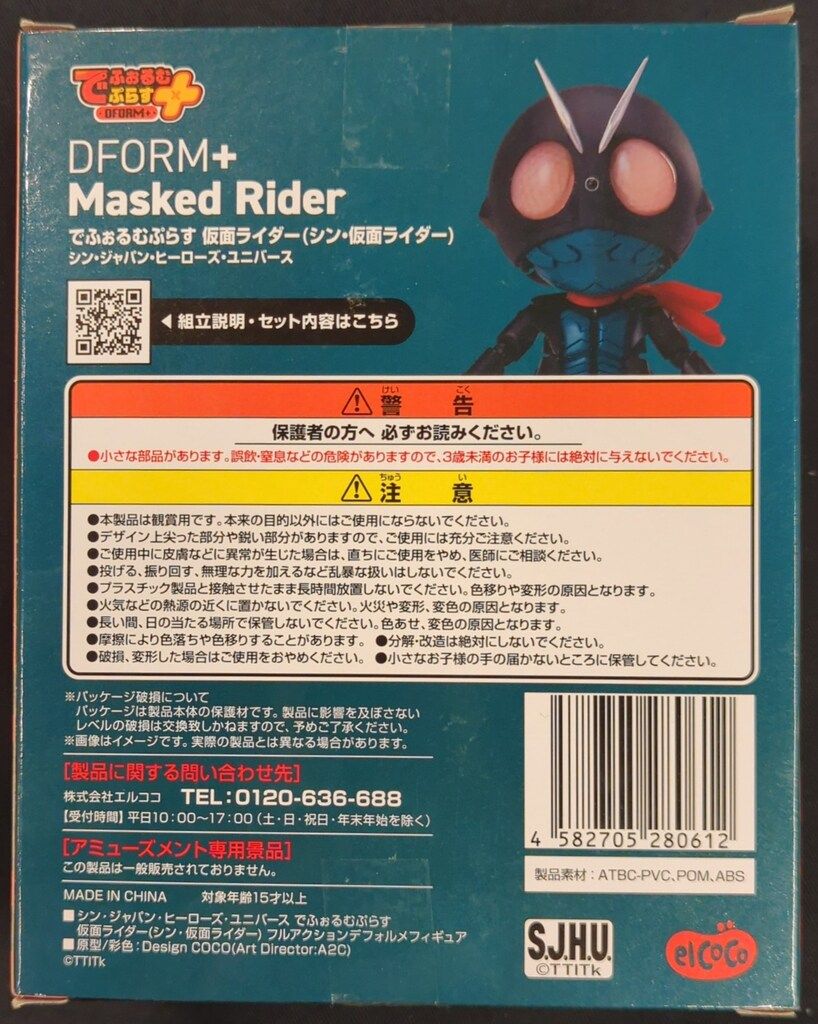 でふぉるむ
ぷらす+
DFORM+
DFORM+
Masked Rider
でふぉるむぷらす 仮面ライダー(シン・仮面ライダー)
シン・ジャパン・ヒーローズ・ユニバース
◀組立説明・セット内容はこちら
けい こく
⚠警 告
保護者の方へ 必ずお読みください。
●小さな部品があります。誤飲・窒息などの危険がありますので、3歳未満のお子様には絶対に与えないでください。
ちゅう い
⚠注 意
●本製品は観賞用です。本来の目的以外にはご使用にならないでください。
●デザイン上尖った部分や鋭い部分がありますので、ご使用には充分ご注意ください。
●ご使用中に皮膚などに異常が生じた場合は、直ちにご使用をやめ、医師にご相談ください。
●投げる、振り回す、無理な力を加えるなど乱暴な扱いはしないでください。
●プラスチック製品と接触させたまま長時間放置しないでください。色移りや変形の原因となります。
●火気などの熱源の近くに置かないでください。火災や変形、変色の原因となります。
●長い間、日の当たる場所で保管しないでください。色あせ、変色の原因となります。
●摩擦により色落ちや色移りすることがあります。 ●分解・改造は絶対にしないでください。
●破損、変形した場合はご使用をおやめください。 ●小さなお子様の手の届かないところに保管してください。
※パッケージ破損について
パッケージは製品本体の保護材です。製品に影響を及ぼさない
レベルの破損は交換致しかねますので、予めご了承ください。
※画像はイメージです。実際の製品とは異なる場合があります。
[製品に関する問い合わせ先]
株式会社エルココ TEL:0120-636-688
【受付時間】平日10:00~17:00(土・日・祝日・年末年始を除く)
[アミューズメント専用景品]
この製品は一般販売されておりません。
MADE IN CHINA 対象年齢15才以上
■シン・ジャパン・ヒーローズ・ユニバース でふぉるむぷらす
仮面ライダー(シン・仮面ライダー) フルアクションデフォルメフィギュア
■原型/彩色:Design COCO(Art Director:A2C)
©TTITk
4 582705 280612
製品素材:ATBC-PVC、POM、ABS
S.J.H.U.
©TTITk
elCoCo